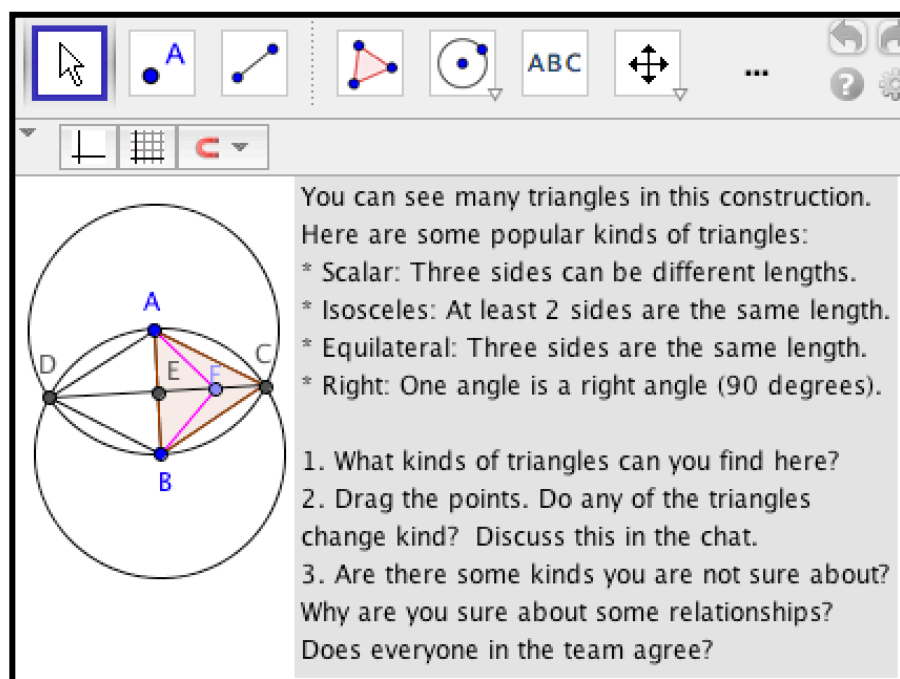 A
ABC
...
You can see many triangles in this construction.
Here are some popular kinds of triangles:
* Scalar: Three sides can be different lengths.
* Isosceles: At least 2 sides are the same length.
* Equilateral: Three sides are the same length.
* Right: One angle is a right angle (90 degrees).
1. What kinds of triangles can you find here?
2. Drag the points. Do any of the triangles
change kind?  Discuss this in the chat.
3. Are there some kinds you are not sure about?
Why are you sure about some relationships?
Does everyone in the team agree?
A
D
E
F
C
B